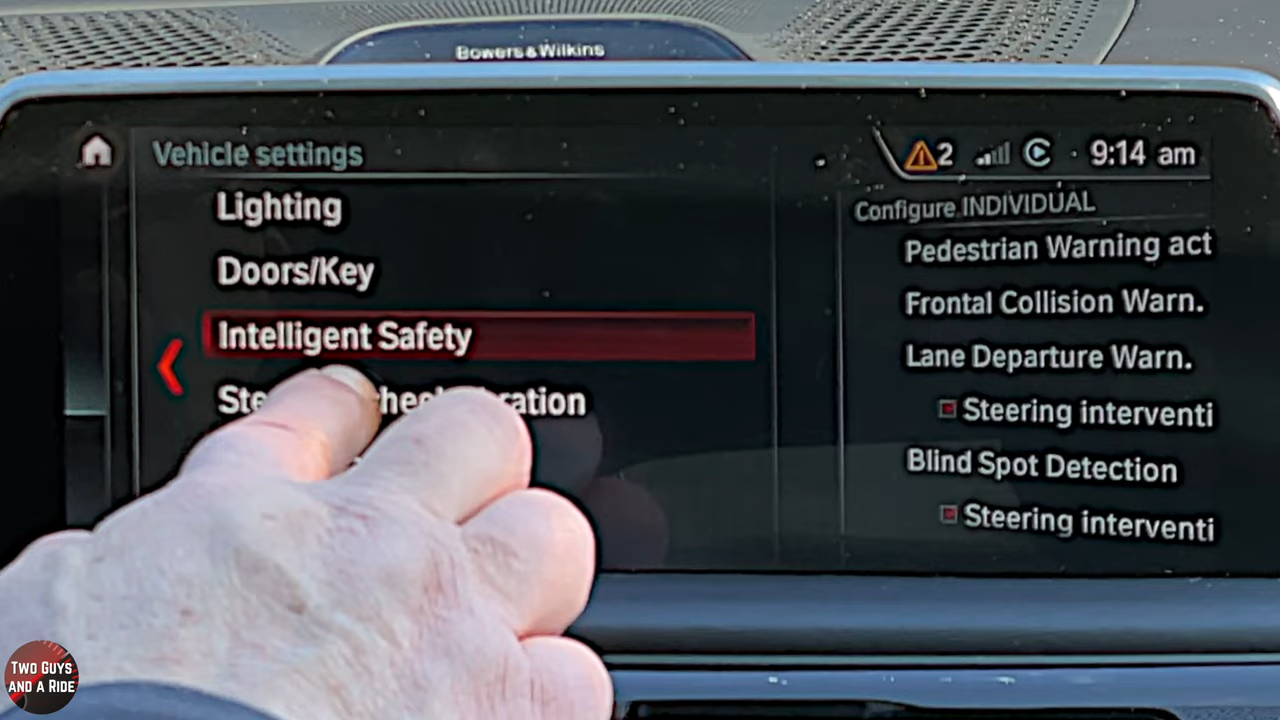 Bowers & Wilkins
Vehicle settings
2
9:14 am
Lighting
Doors/Key
Intelligent Safety
Configure INDIVIDUAL
Pedestrian Warning act
Frontal Collision Warn.
Lane Departure Warn.
Steering interventi
Blind Spot Detection
Steering interventi
TWO GUYS
AND A RIDE